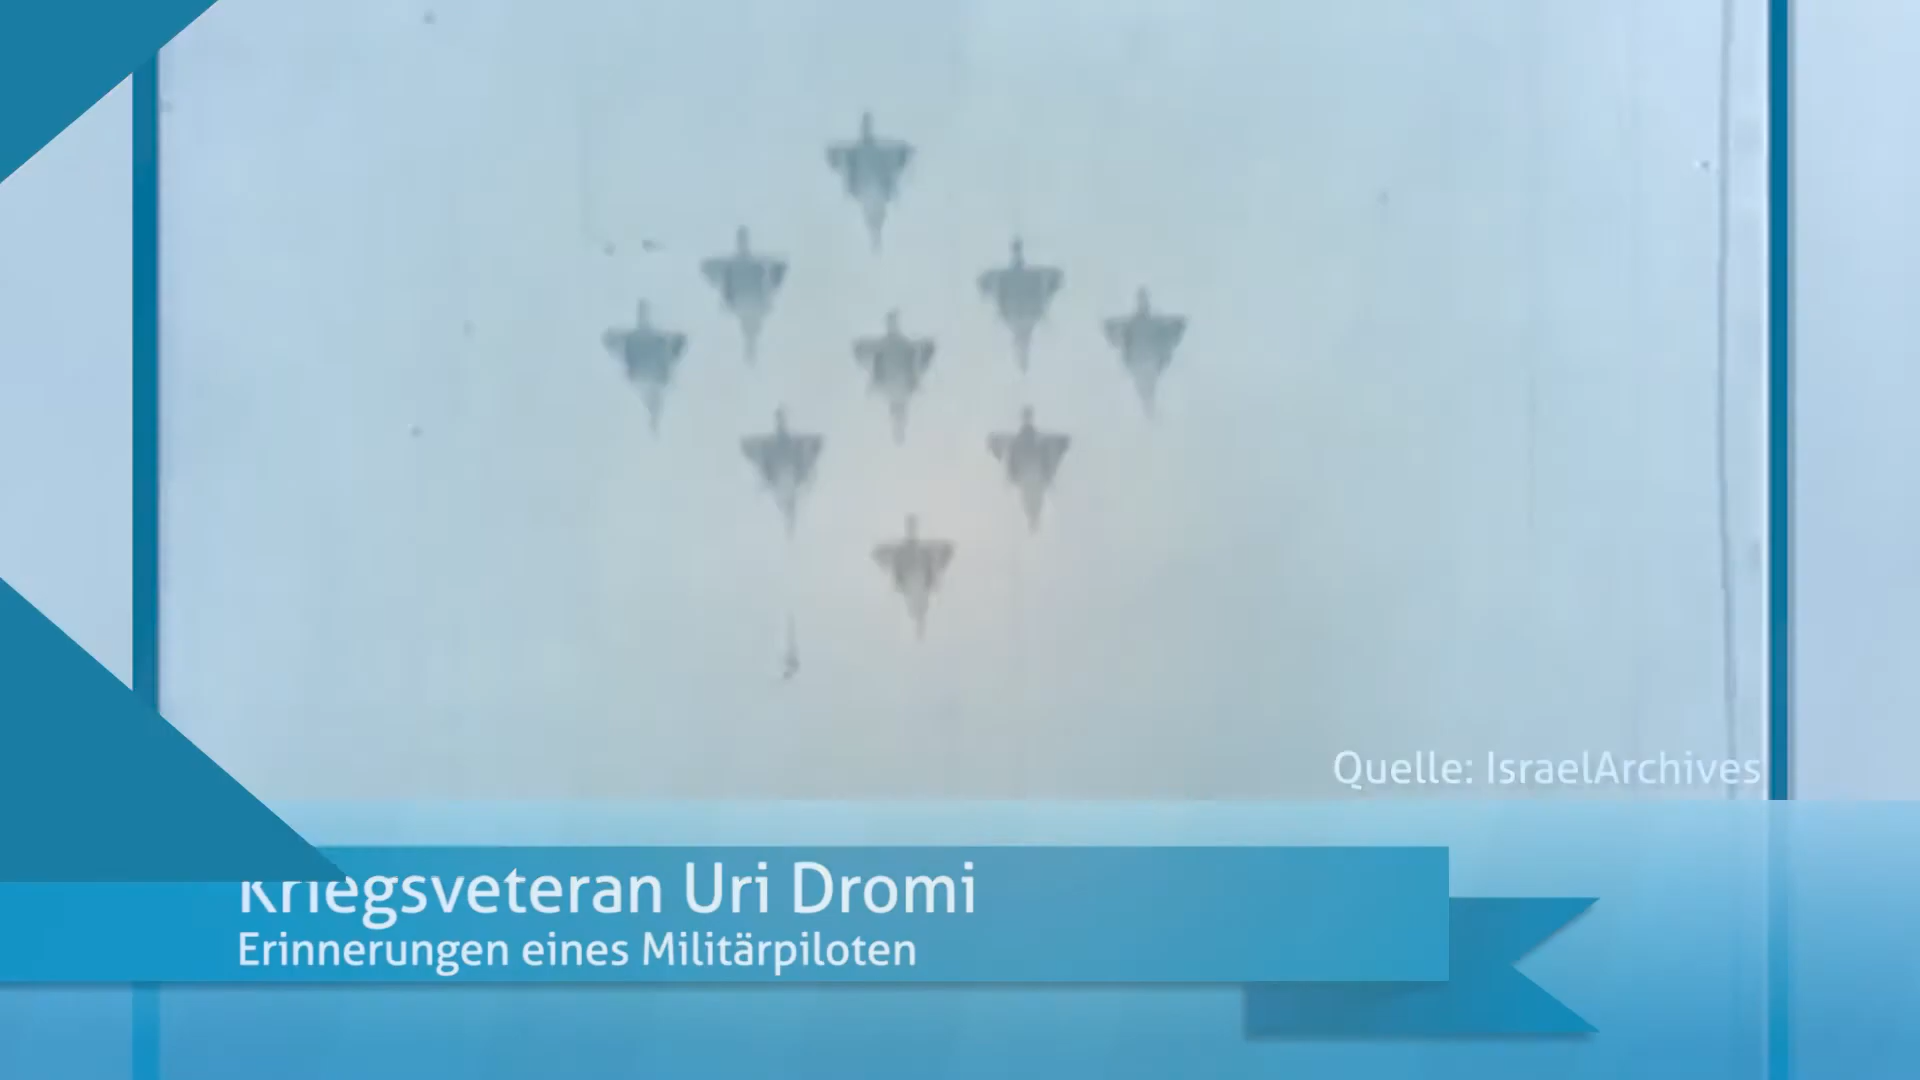 Quelle: IsraelArchives
Kriegsveteran Uri Dromi
Erinnerungen eines Militärpiloten